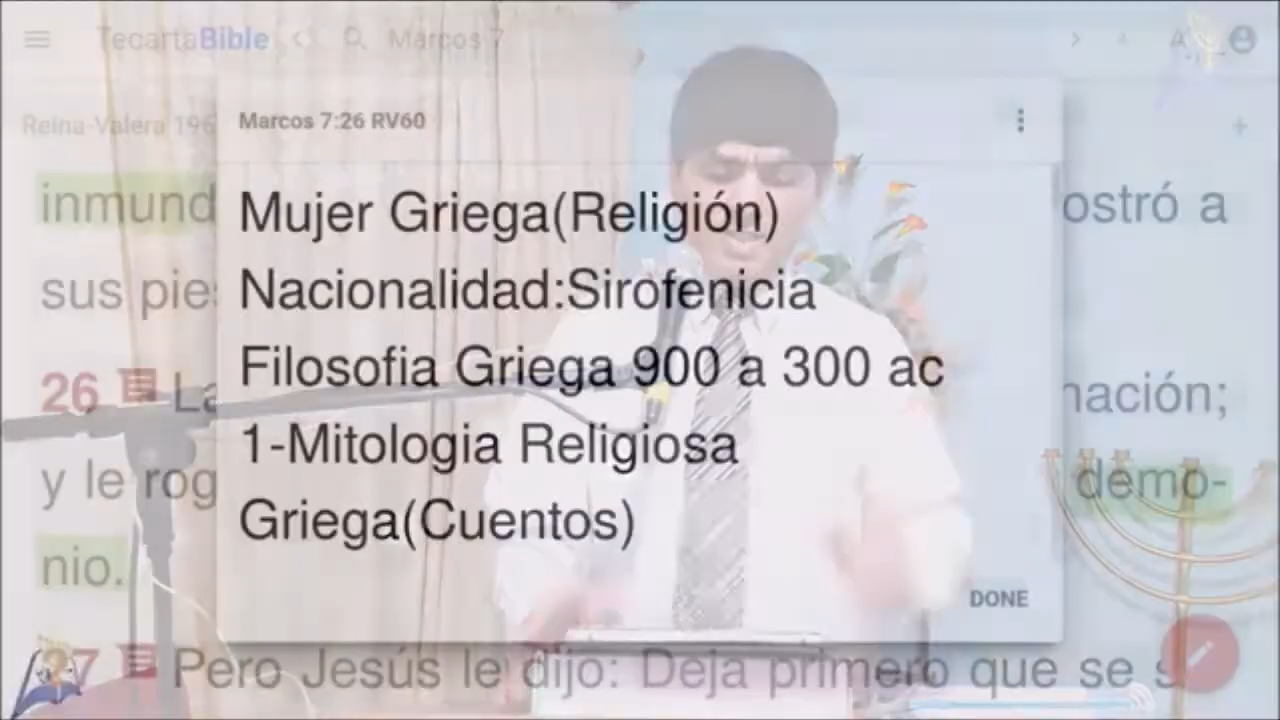 TecartaBible Marcos 7
Reina-Valera 196
Marcos 7:26 RV60
inmund
ostró a
sus pie
26 La
nación;
y le rog
demo-
nio.
27 Pero Jesús le dijo: Deja primero que se s
Mujer Griega(Religión)
Nacionalidad:Sirofenicia
Filosofia Griega 900 a 300 ac
1-Mitologia Religiosa
Griega(Cuentos)
DONE